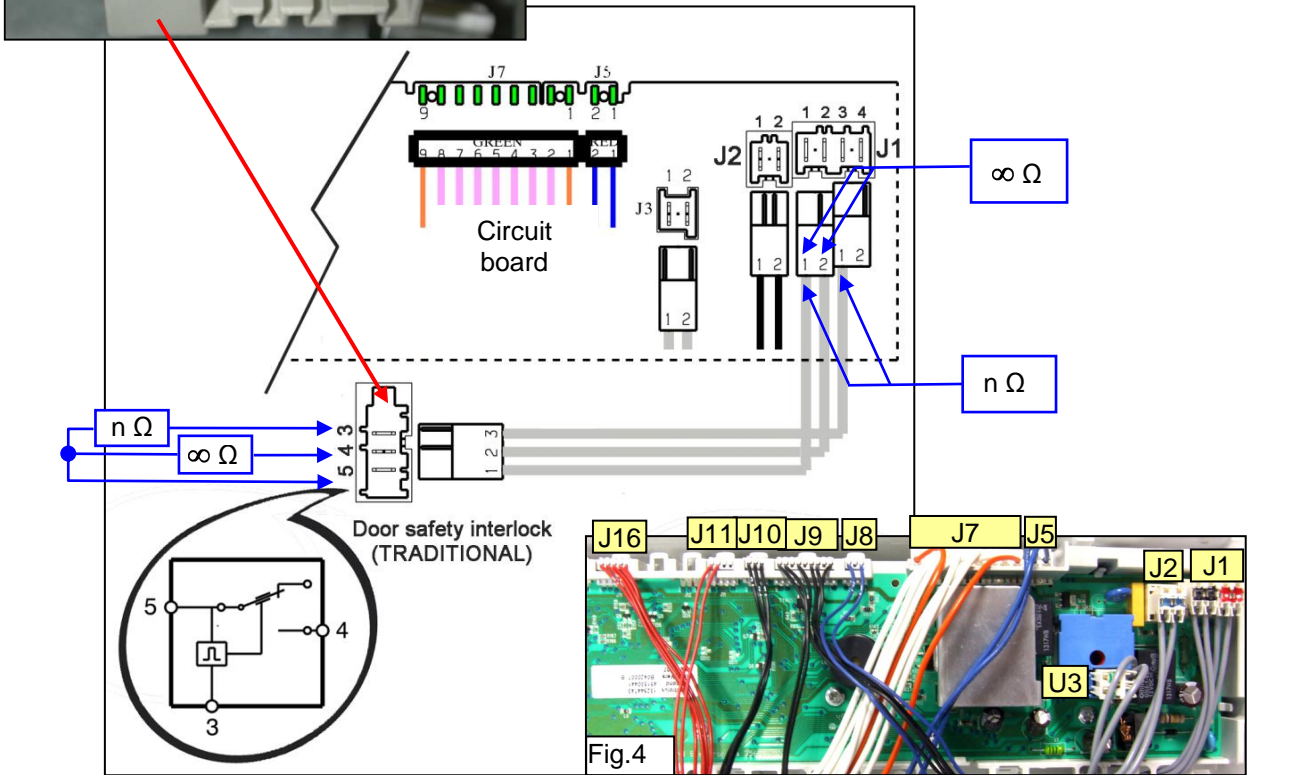 J7 J5
9 1 2 1
GREEN RED
9 8 7 6 5 4 3 2 1 2 1
Circuit
board
1 2
J3
1 2
1 2
J2
1 2
1 2 3 4
J1
1 2
1 2
∞ Ω
n Ω
n Ω
∞ Ω
3
4
5
3
2
1
Door safety interlock
(TRADITIONAL)
5
4
3
J16 J11 J10 J9 J8 J7 J5
J2 J1
U3
Fig.4